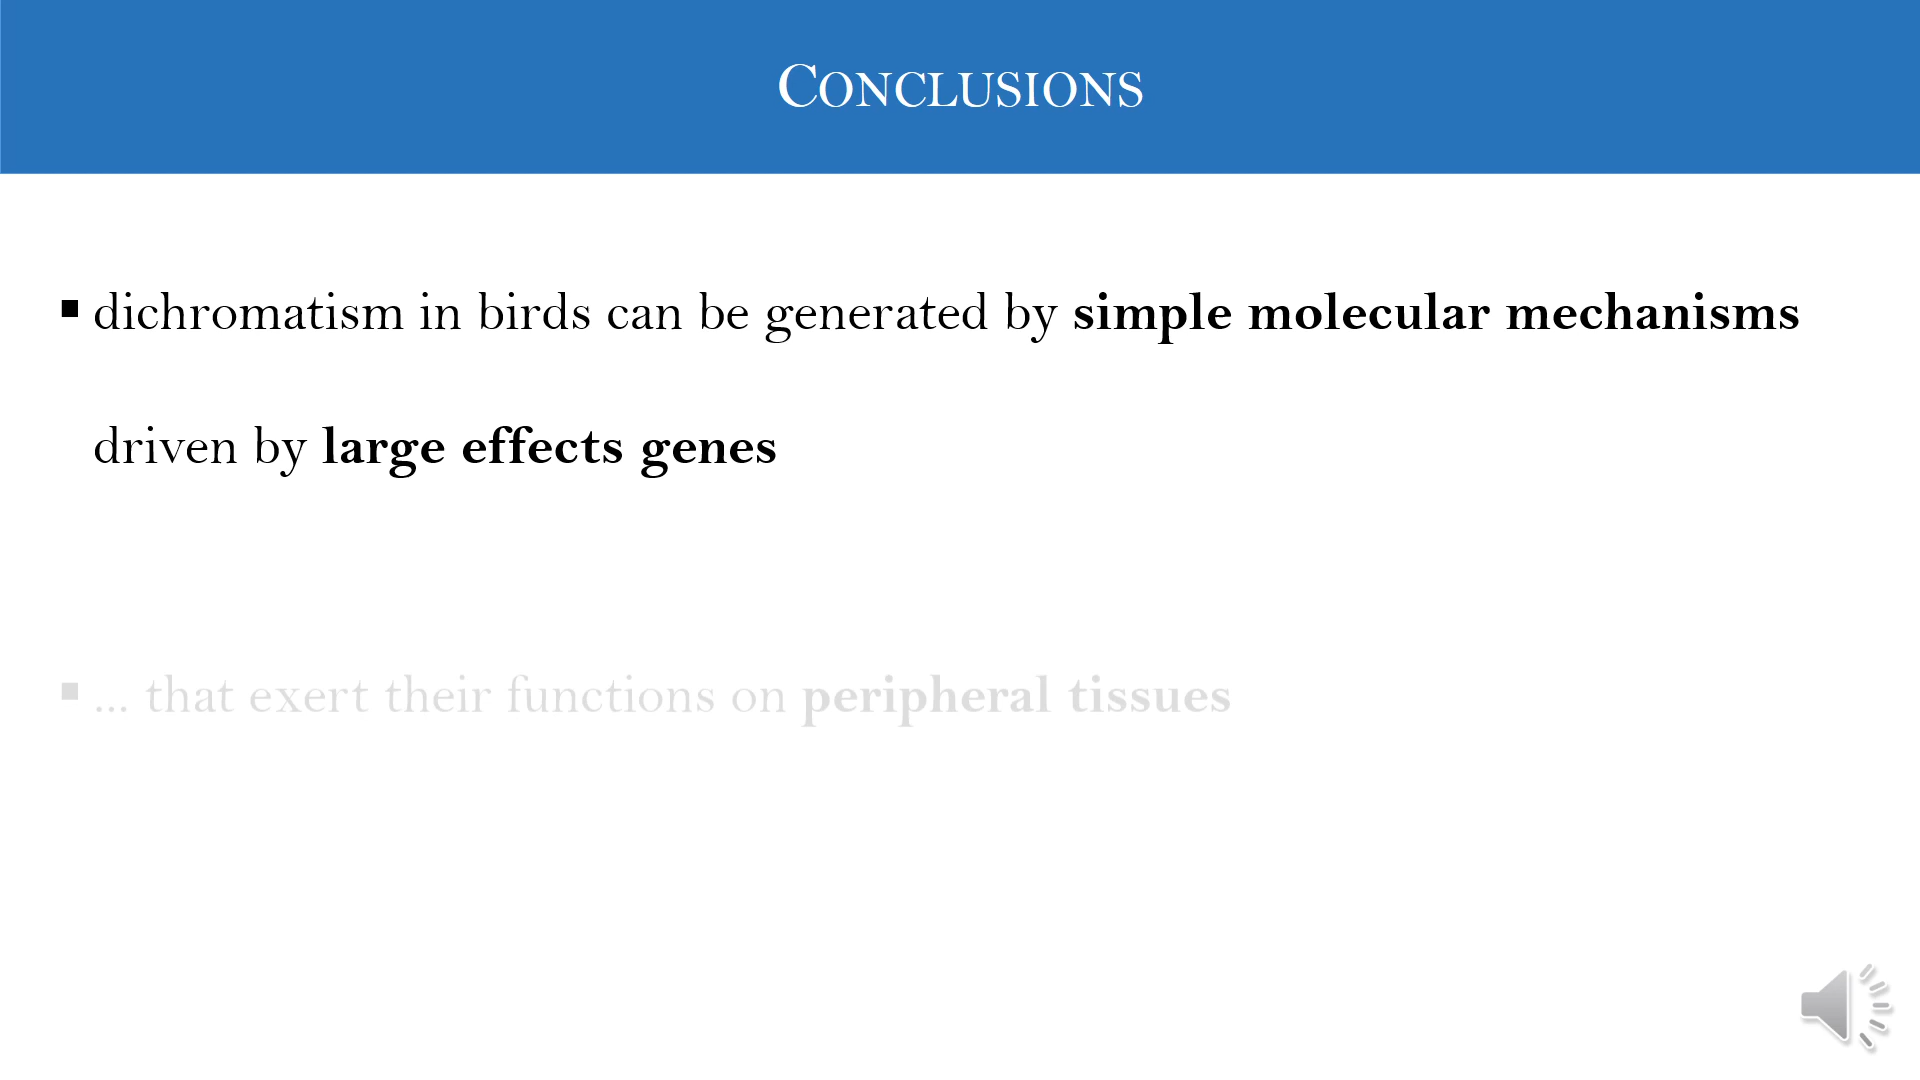 CONCLUSIONS
▪ dichromatism in birds can be generated by simple molecular mechanisms
driven by large effects genes
▪ ... that exert their functions on peripheral tissues